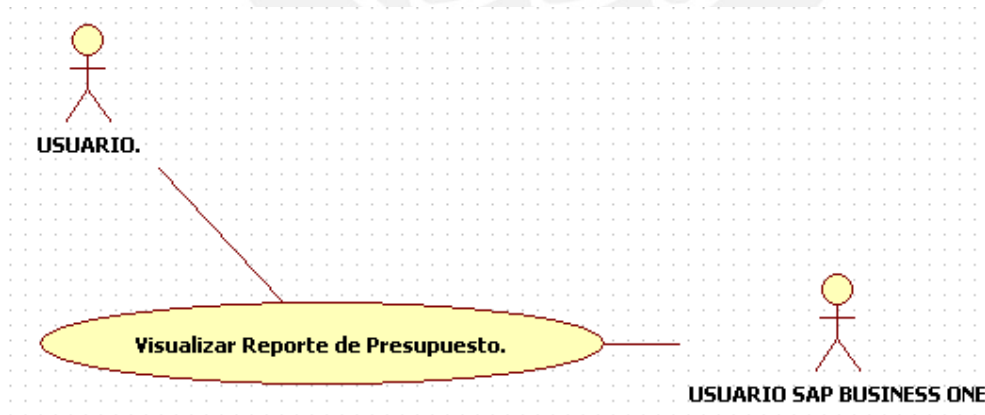 USUARIO.
Visualizar Reporte de Presupuesto.
USUARIO SAP BUSINESS ONE